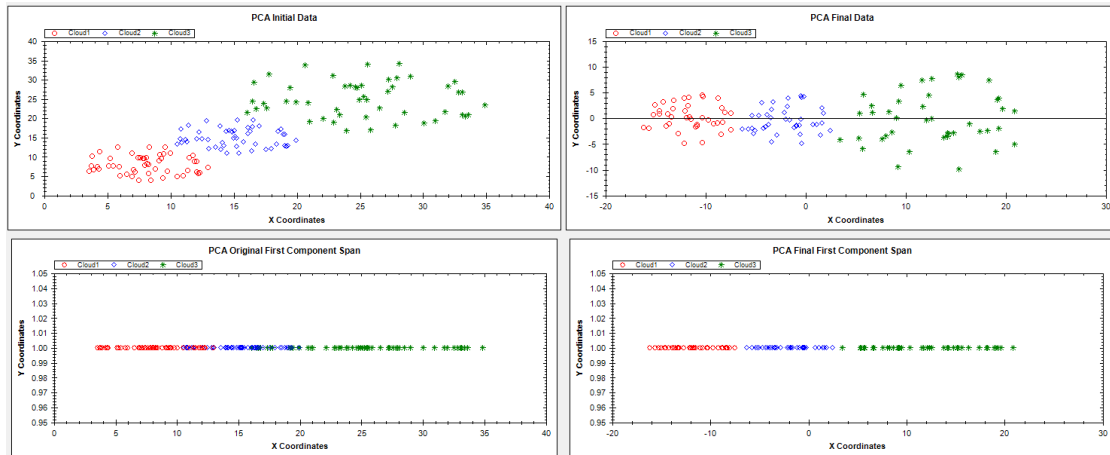 PCA Initial Data
Cloud1 Cloud2 Cloud3
40
35
30
25
20
15
10
5
0
Y Coordinates
0 5 10 15 20 25 30 35 40
X Coordinates
PCA Final Data
Cloud1 Cloud2 Cloud3
15
10
5
0
-5
-10
-15
Y Coordinates
-20 -10 0 10 20 30
X Coordinates
PCA Original First Component Span
Cloud1 Cloud2 Cloud3
1.05
1.04
1.03
1.02
1.01
1.00
0.99
0.98
0.97
0.96
0.95
Y Coordinates
0 5 10 15 20 25 30 35 40
X Coordinates
PCA Final First Component Span
Cloud1 Cloud2 Cloud3
1.05
1.04
1.03
1.02
1.01
1.00
0.99
0.98
0.97
0.96
0.95
Y Coordinates
-20 -10 0 10 20 30
X Coordinates